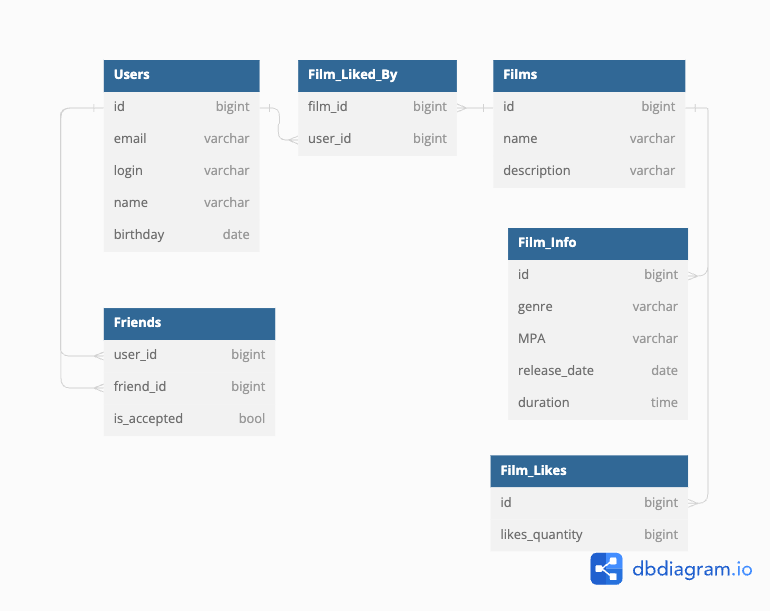 Users
id bigint
email varchar
login varchar
name varchar
birthday date
Film_Liked_By
film_id bigint
user_id bigint
Films
id bigint
name varchar
description varchar
Film_Info
id bigint
genre varchar
MPA varchar
release_date date
duration time
Friends
user_id bigint
friend_id bigint
is_accepted bool
Film_Likes
id bigint
likes_quantity bigint
dbdiagram.io